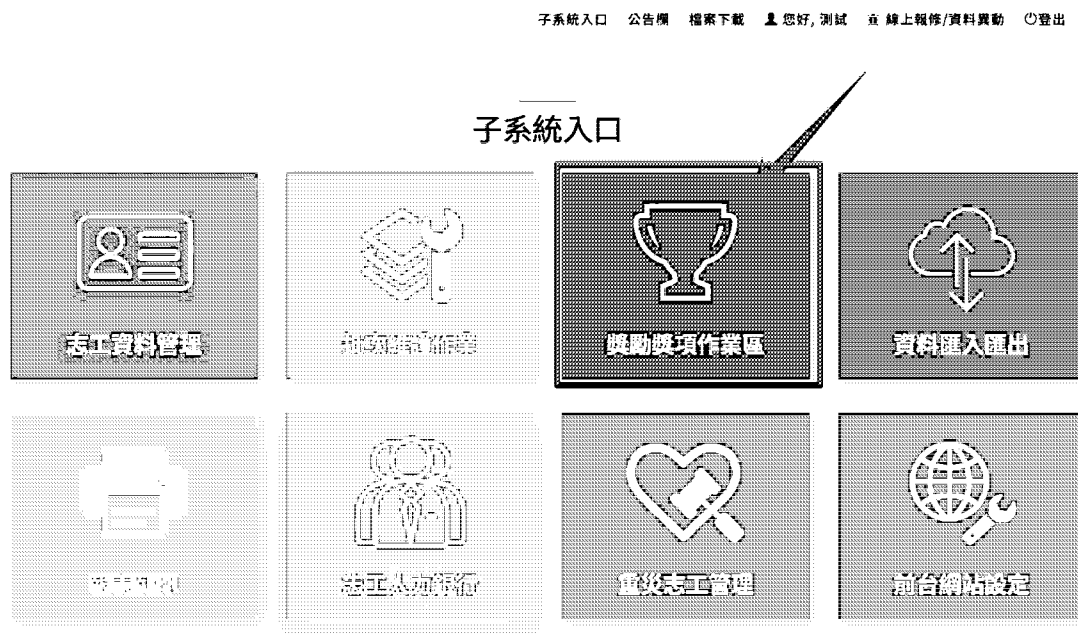 子系統入口 公告欄 檔案下載 您好, 測試 線上報修/資料異動 登出
子系統入口
志工資料管理
獎勵獎項作業區 資料匯入匯出
志工人力銀行 重災志工管理 前台網站設定